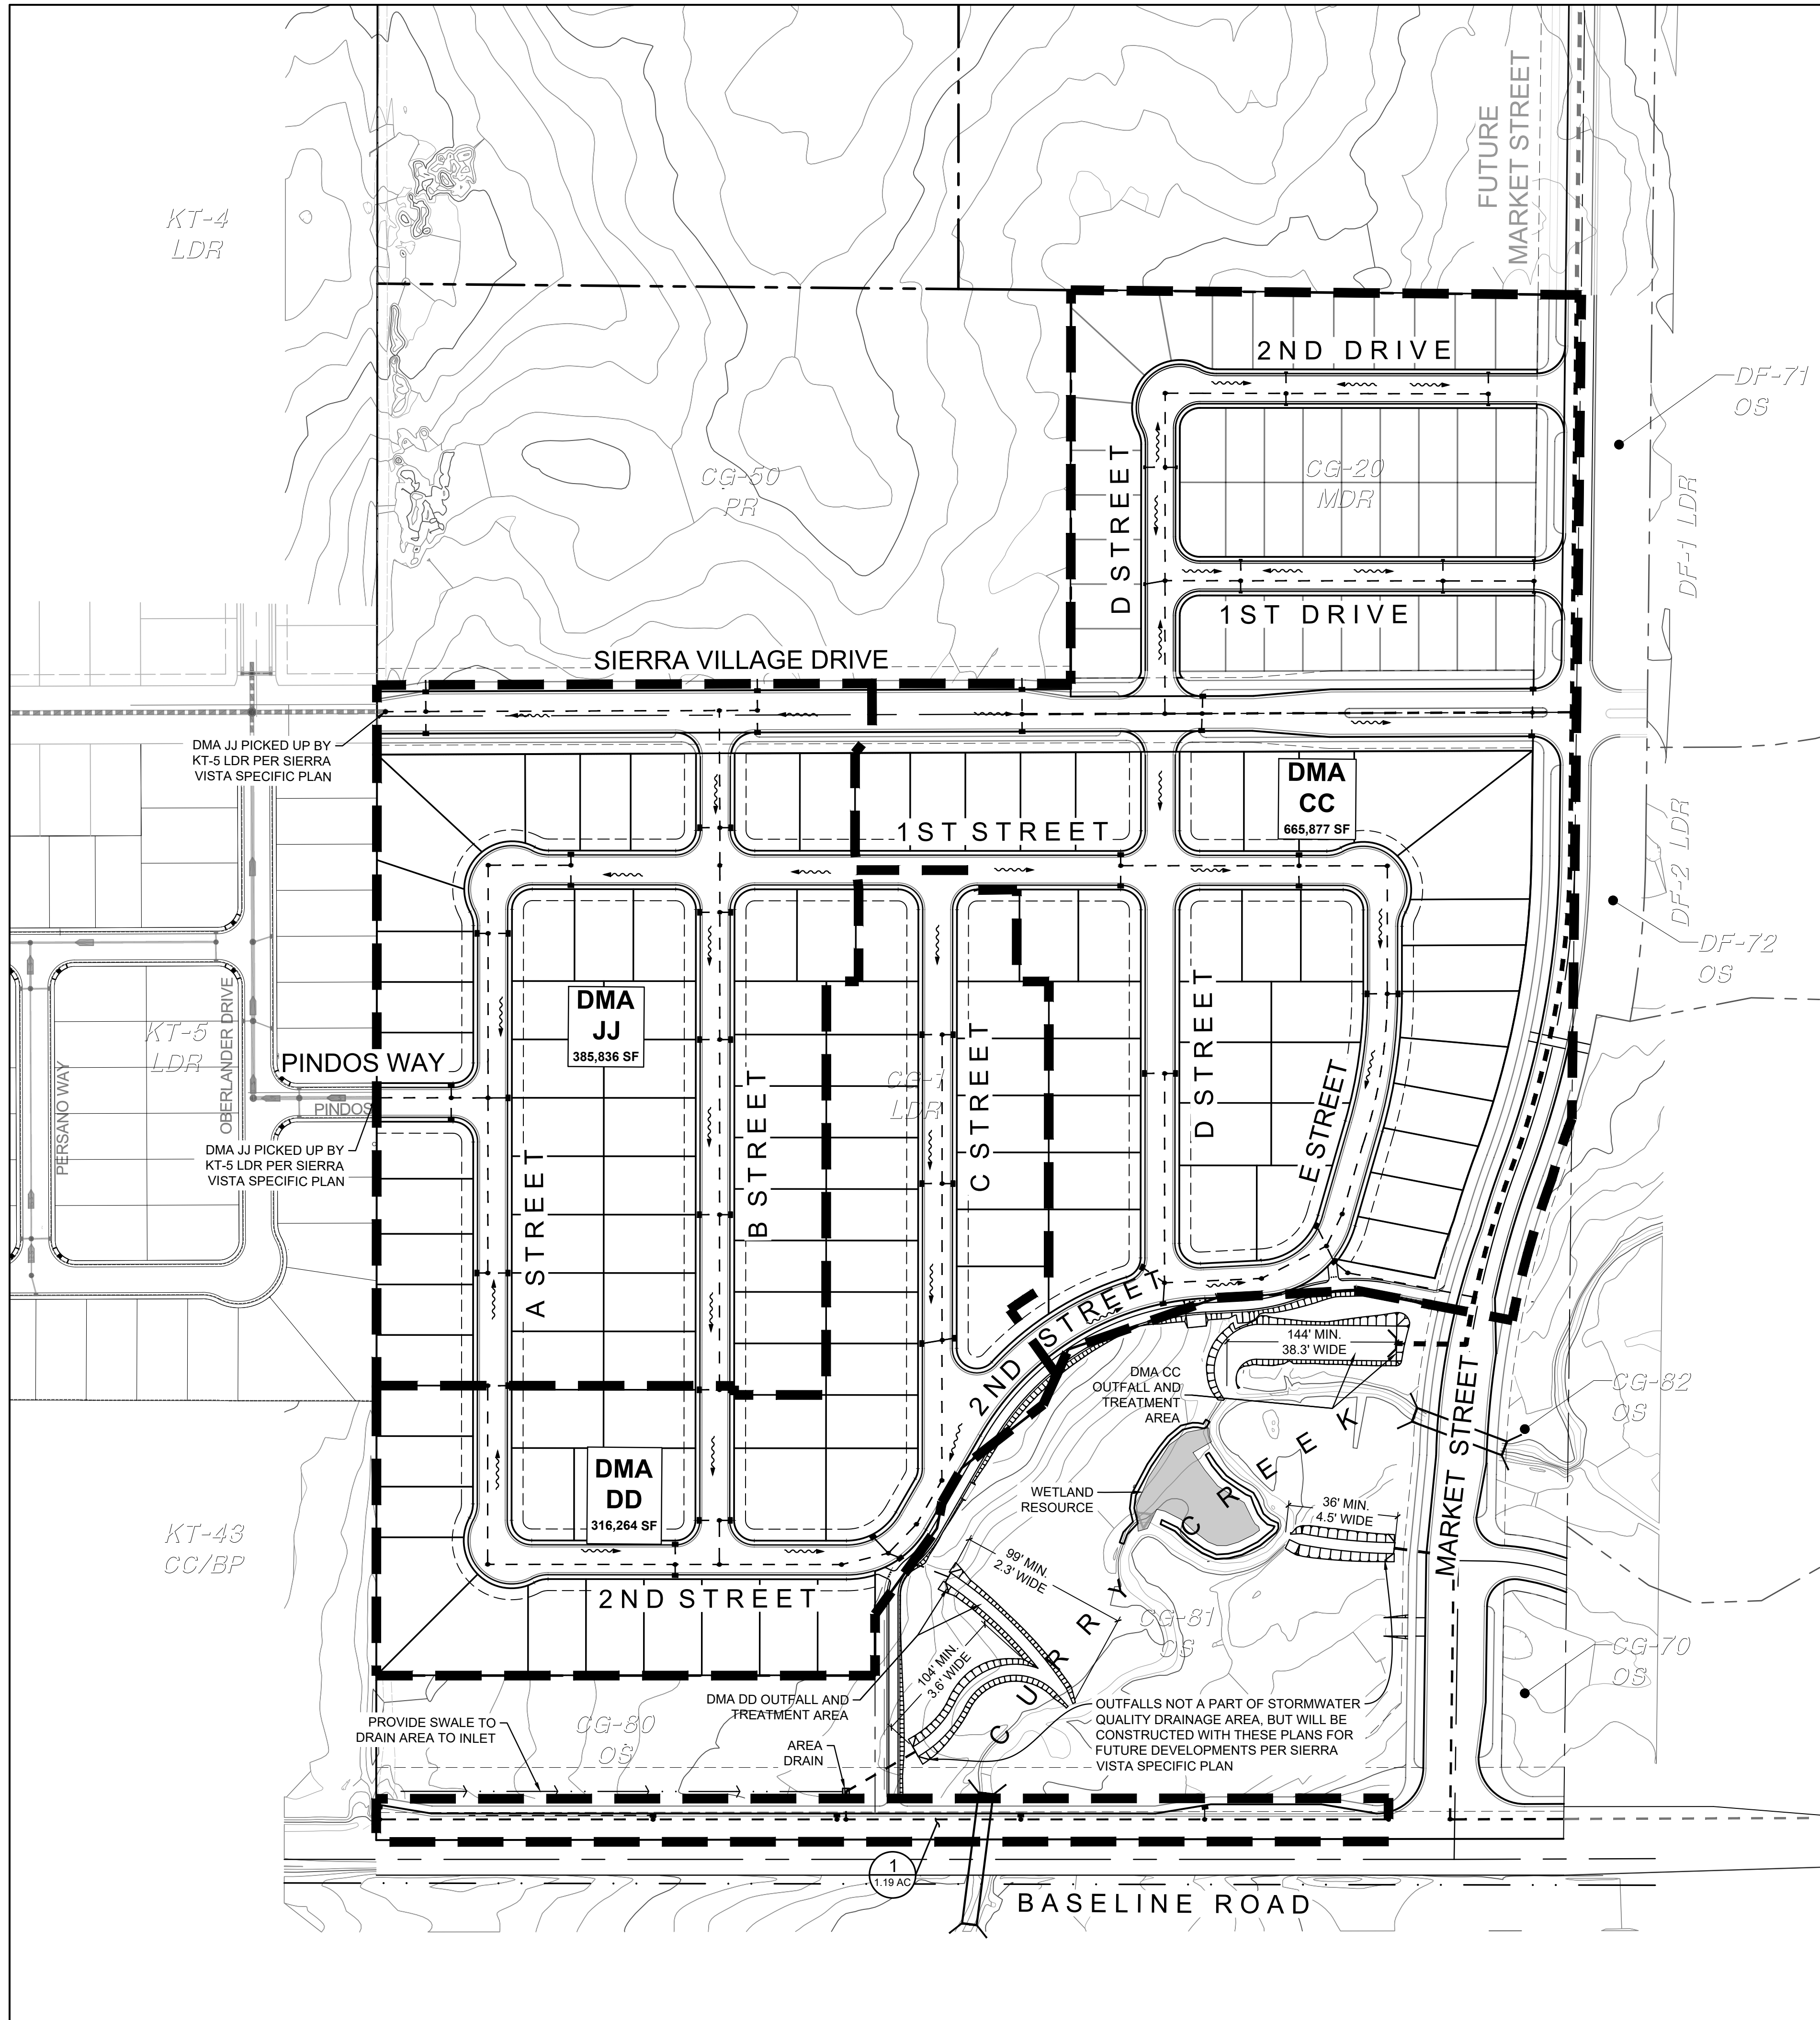 FUTURE
MARKET STREET
KT-4
LDR
2ND DRIVE
DF-71
OS
CG-50
PR
D STREET
CG-20
MDR
DF-1 LDR
1ST DRIVE
SIERRA VILLAGE DRIVE
DMA JJ PICKED UP BY
KT-5 LDR PER SIERRA
VISTA SPECIFIC PLAN
DMA
CC
665,877 SF
1ST STREET
DF-2 LDR
DF-72
OS
DMA
JJ
385,836 SF
KT-5
LDR
OBERLANDER DRIVE
PERSANO WAY
PINDOS WAY
PINDOS
CG-1
LDR
A STREET
B STREET
C STREET
D STREET
E STREET
DMA JJ PICKED UP BY
KT-5 LDR PER SIERRA
VISTA SPECIFIC PLAN
2ND STREET
144' MIN.
38.3' WIDE
DMA CC
OUTFALL AND
TREATMENT
AREA
MARKET STREET
CG-82
OS
DMA
DD
316,264 SF
WETLAND
RESOURCE
36' MIN.
4.5' WIDE
KT-43
CC/BP
99' MIN.
2.3' WIDE
2ND STREET
CURRY CREEK
CG-81
OS
CG-70
OS
104' MIN.
3.6' WIDE
DMA DD OUTFALL AND
TREATMENT AREA
OUTFALLS NOT A PART OF STORMWATER
QUALITY DRAINAGE AREA, BUT WILL BE
CONSTRUCTED WITH THESE PLANS FOR
FUTURE DEVELOPMENTS PER SIERRA
VISTA SPECIFIC PLAN
PROVIDE SWALE TO
DRAIN AREA TO INLET
CG-80
OS
AREA
DRAIN
1
1.19 AC
BASELINE ROAD